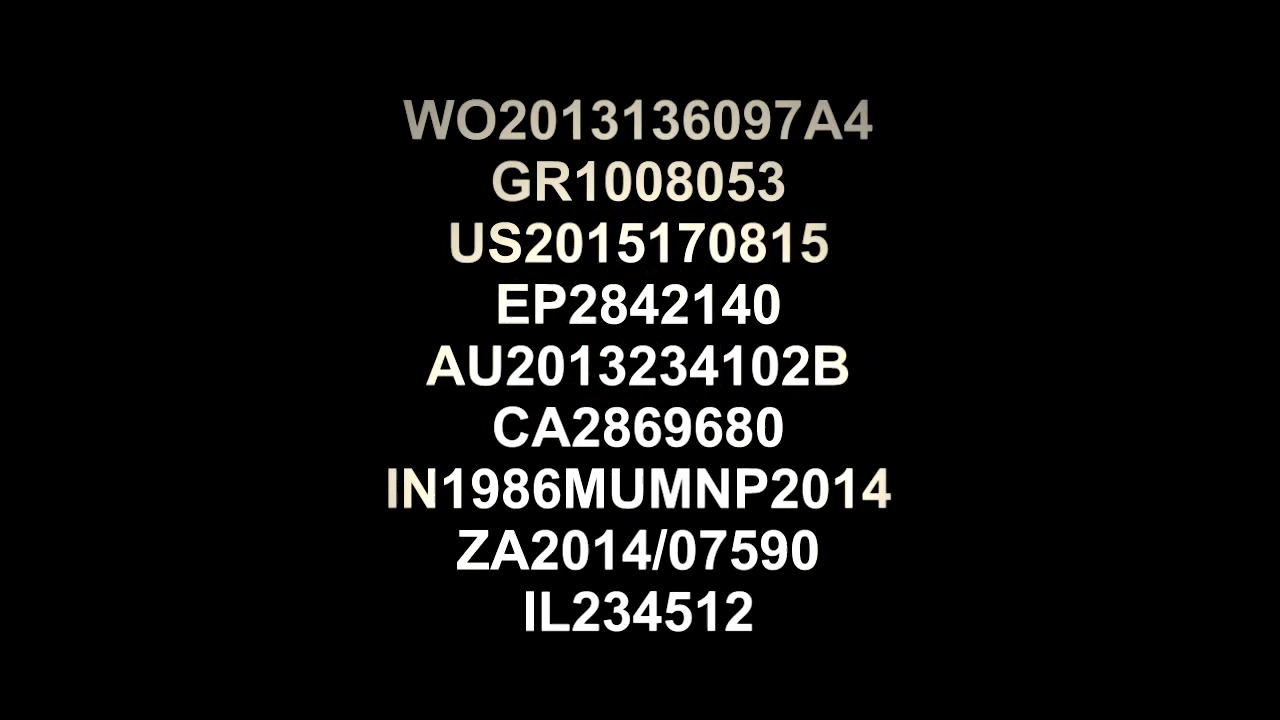 WO2013136097A4
GR1008053
US2015170815
EP2842140
AU2013234102B
CA2869680
IN1986MUMNP2014
ZA2014/07590
IL234512